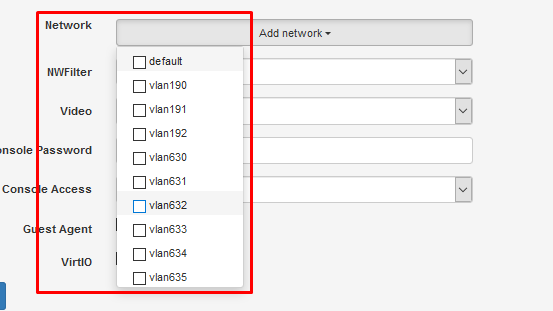 Network
Add network
default
vlan190
NWFilter
vlan191
Video
vlan192
vlan630
onsole Password
vlan631
Console Access
vlan632
Guest Agent
vlan633
vlan634
VirtIO
vlan635